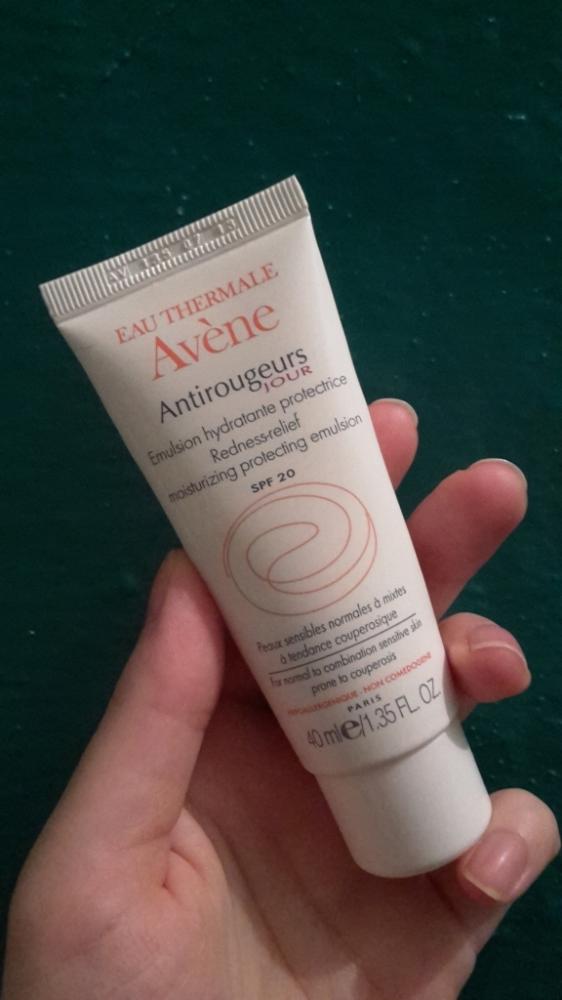 EAU THERMALE
Avène
Antirougeurs
JOUR
Emulsion hydratante protectrice
Redness-relief
moisturizing protecting emulsion
SPF 20
Peaux sensibles normales à mixtes
à tendance couperosique
For normal to combination sensitive skin
prone to couperosis
HYPOALLERGENIQUE - NON COMEDOGENE
PARIS
40 ml e/1.35 FL. OZ.